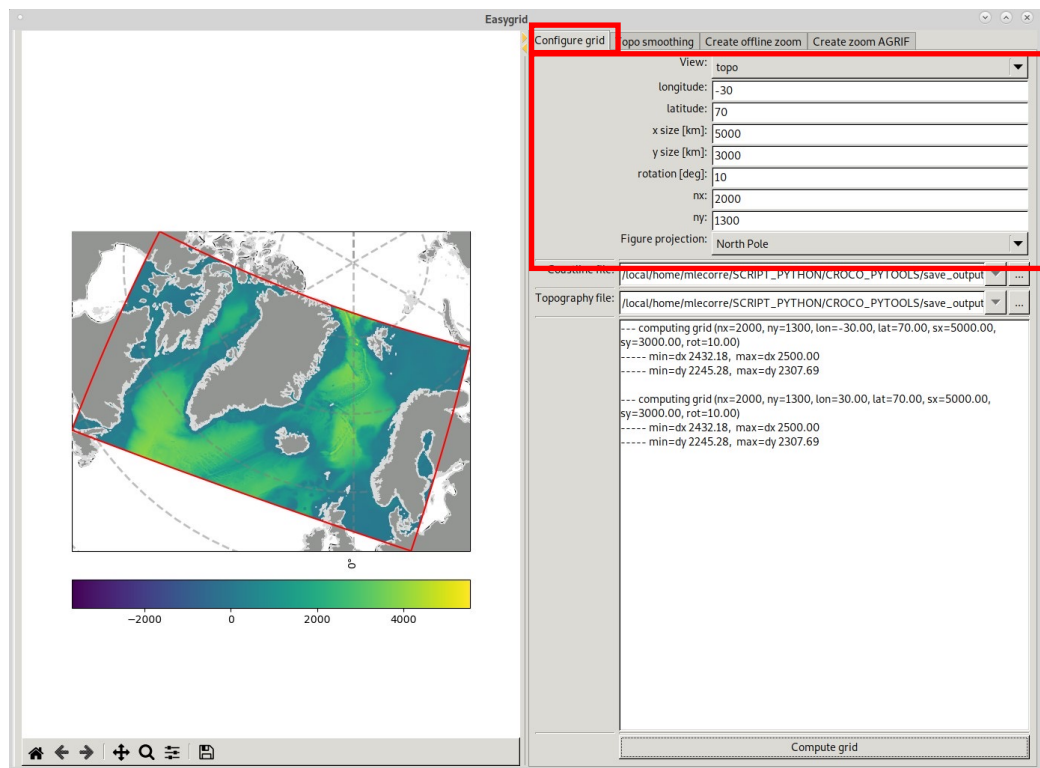 Easygrid
Configure grid
Topo smoothing
Create offline zoom
Create zoom AGRIF
View: topo
longitude: -30
latitude: 70
x size [km]: 5000
y size [km]: 3000
rotation [deg]: 10
nx: 2000
ny: 1300
Figure projection: North Pole
Coastline file: /local/home/mlecorre/SCRIPT_PYTHON/CROCO_PYTOOLS/save_output ...
Topography file: /local/home/mlecorre/SCRIPT_PYTHON/CROCO_PYTOOLS/save_output ...
--- computing grid (nx=2000, ny=1300, lon=-30.00, lat=70.00, sx=5000.00,
sy=3000.00, rot=10.00)
----- min=dx 2432.18, max=dx 2500.00
----- min=dy 2245.28, max=dy 2307.69
--- computing grid (nx=2000, ny=1300, lon=30.00, lat=70.00, sx=5000.00,
sy=3000.00, rot=10.00)
----- min=dx 2432.18, max=dx 2500.00
----- min=dy 2245.28, max=dy 2307.69
0°
−2000 0 2000 4000
Compute grid